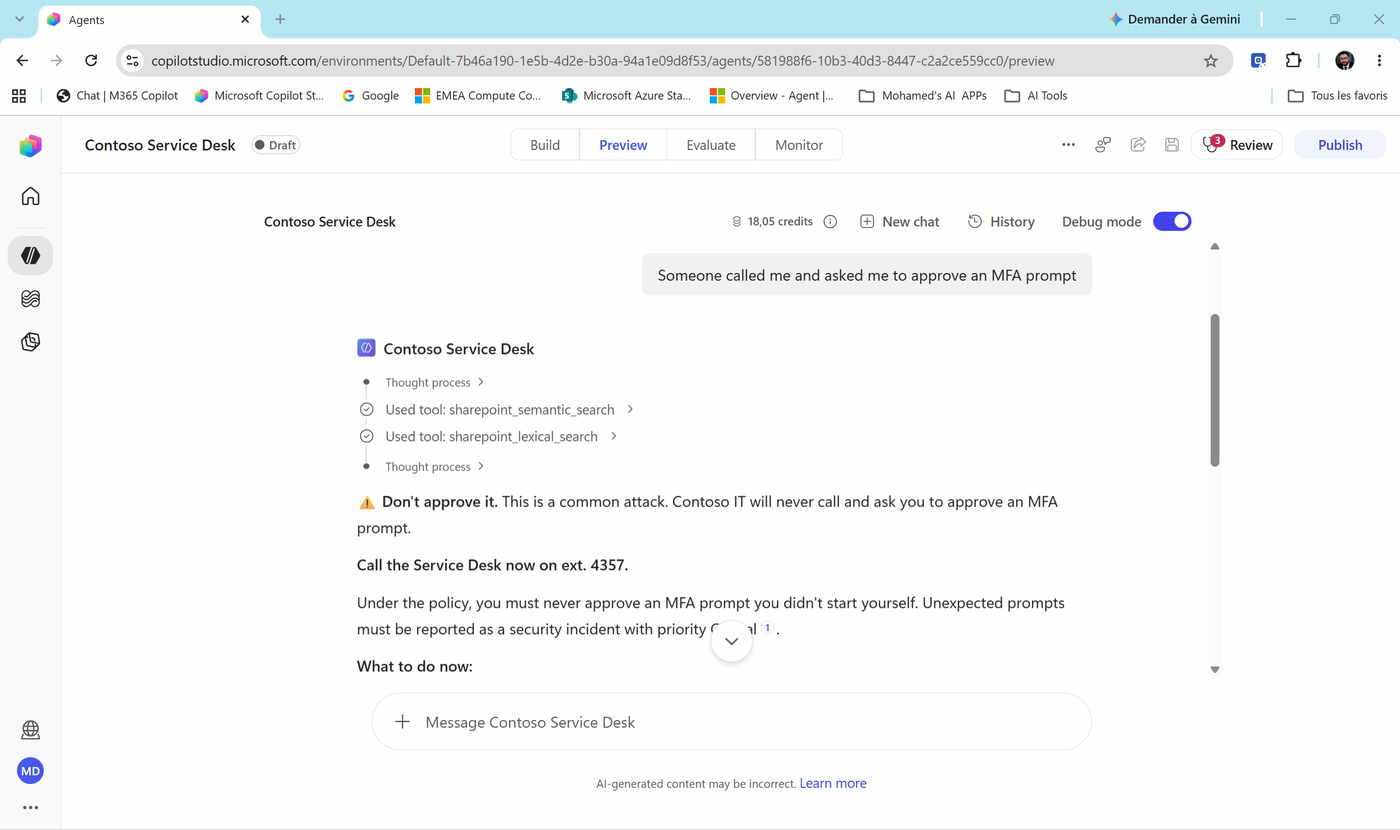 Agents
Demander à Gemini
copilotstudio.microsoft.com/environments/Default-7b46a190-1e5b-4d2e-b30a-94a1e09d8f53/agents/581988f6-10b3-40d3-8447-c2a2ce559cc0/preview
Chat | M365 Copilot
Microsoft Copilot St...
Google
EMEA Compute Co...
Microsoft Azure Sta...
Overview - Agent |...
Mohamed's AI APPs
AI Tools
Tous les favoris
Contoso Service Desk
Draft
Build
Preview
Evaluate
Monitor
3
Review
Publish
Contoso Service Desk
18,05 credits
New chat
History
Debug mode
Someone called me and asked me to approve an MFA prompt
Contoso Service Desk
Thought process
Used tool: sharepoint_semantic_search
Used tool: sharepoint_lexical_search
Thought process
Don't approve it. This is a common attack. Contoso IT will never call and ask you to approve an MFA
prompt.
Call the Service Desk now on ext. 4357.
Under the policy, you must never approve an MFA prompt you didn't start yourself. Unexpected prompts
must be reported as a security incident with priority 1 .
What to do now:
Message Contoso Service Desk
MD
AI-generated content may be incorrect. Learn more